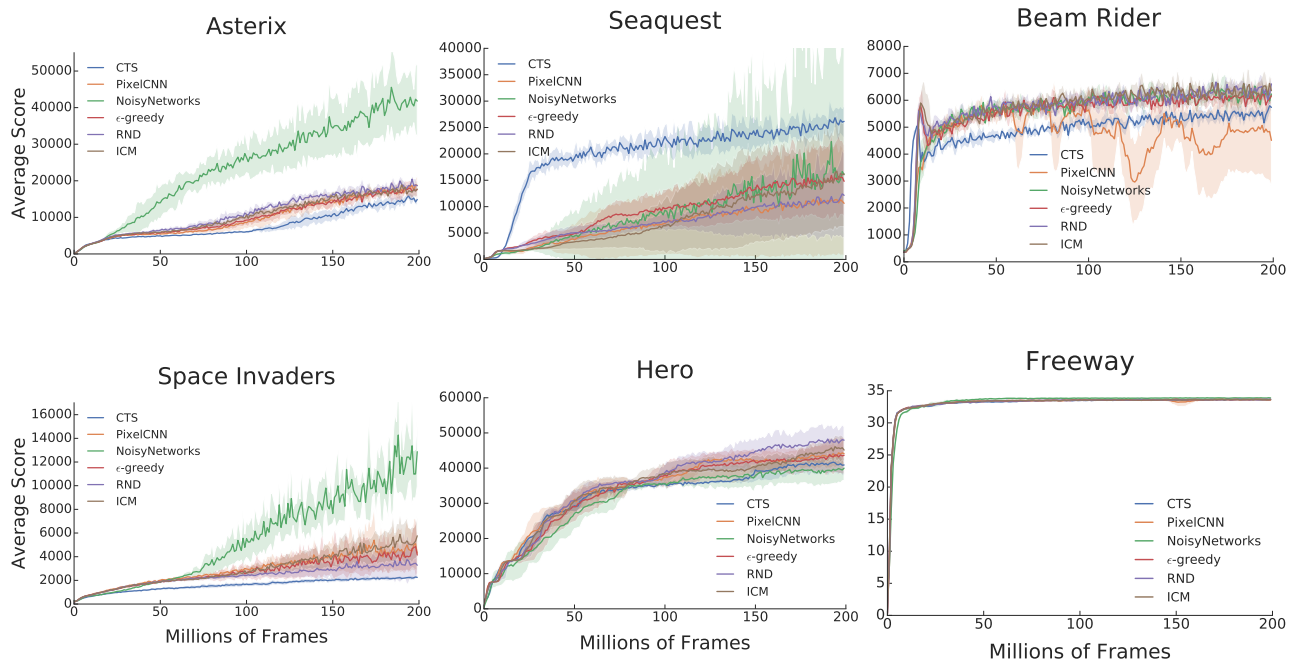 Asterix
Average Score
50000
40000
30000
20000
10000
0
CTS
PixelCNN
NoisyNetworks
ϵ-greedy
RND
ICM
0 50 100 150 200
Seaquest
40000
35000
30000
25000
20000
15000
10000
5000
0
CTS
PixelCNN
NoisyNetworks
ϵ-greedy
RND
ICM
0 50 100 150 200
Beam Rider
8000
7000
6000
5000
4000
3000
2000
1000
0
CTS
PixelCNN
NoisyNetworks
ϵ-greedy
RND
ICM
0 50 100 150 200
Space Invaders
Average Score
16000
14000
12000
10000
8000
6000
4000
2000
0
CTS
PixelCNN
NoisyNetworks
ϵ-greedy
RND
ICM
0 50 100 150 200
Millions of Frames
Hero
60000
50000
40000
30000
20000
10000
0
CTS
PixelCNN
NoisyNetworks
ϵ-greedy
RND
ICM
0 50 100 150 200
Millions of Frames
Freeway
35
30
25
20
15
10
5
0
CTS
PixelCNN
NoisyNetworks
ϵ-greedy
RND
ICM
0 50 100 150 200
Millions of Frames